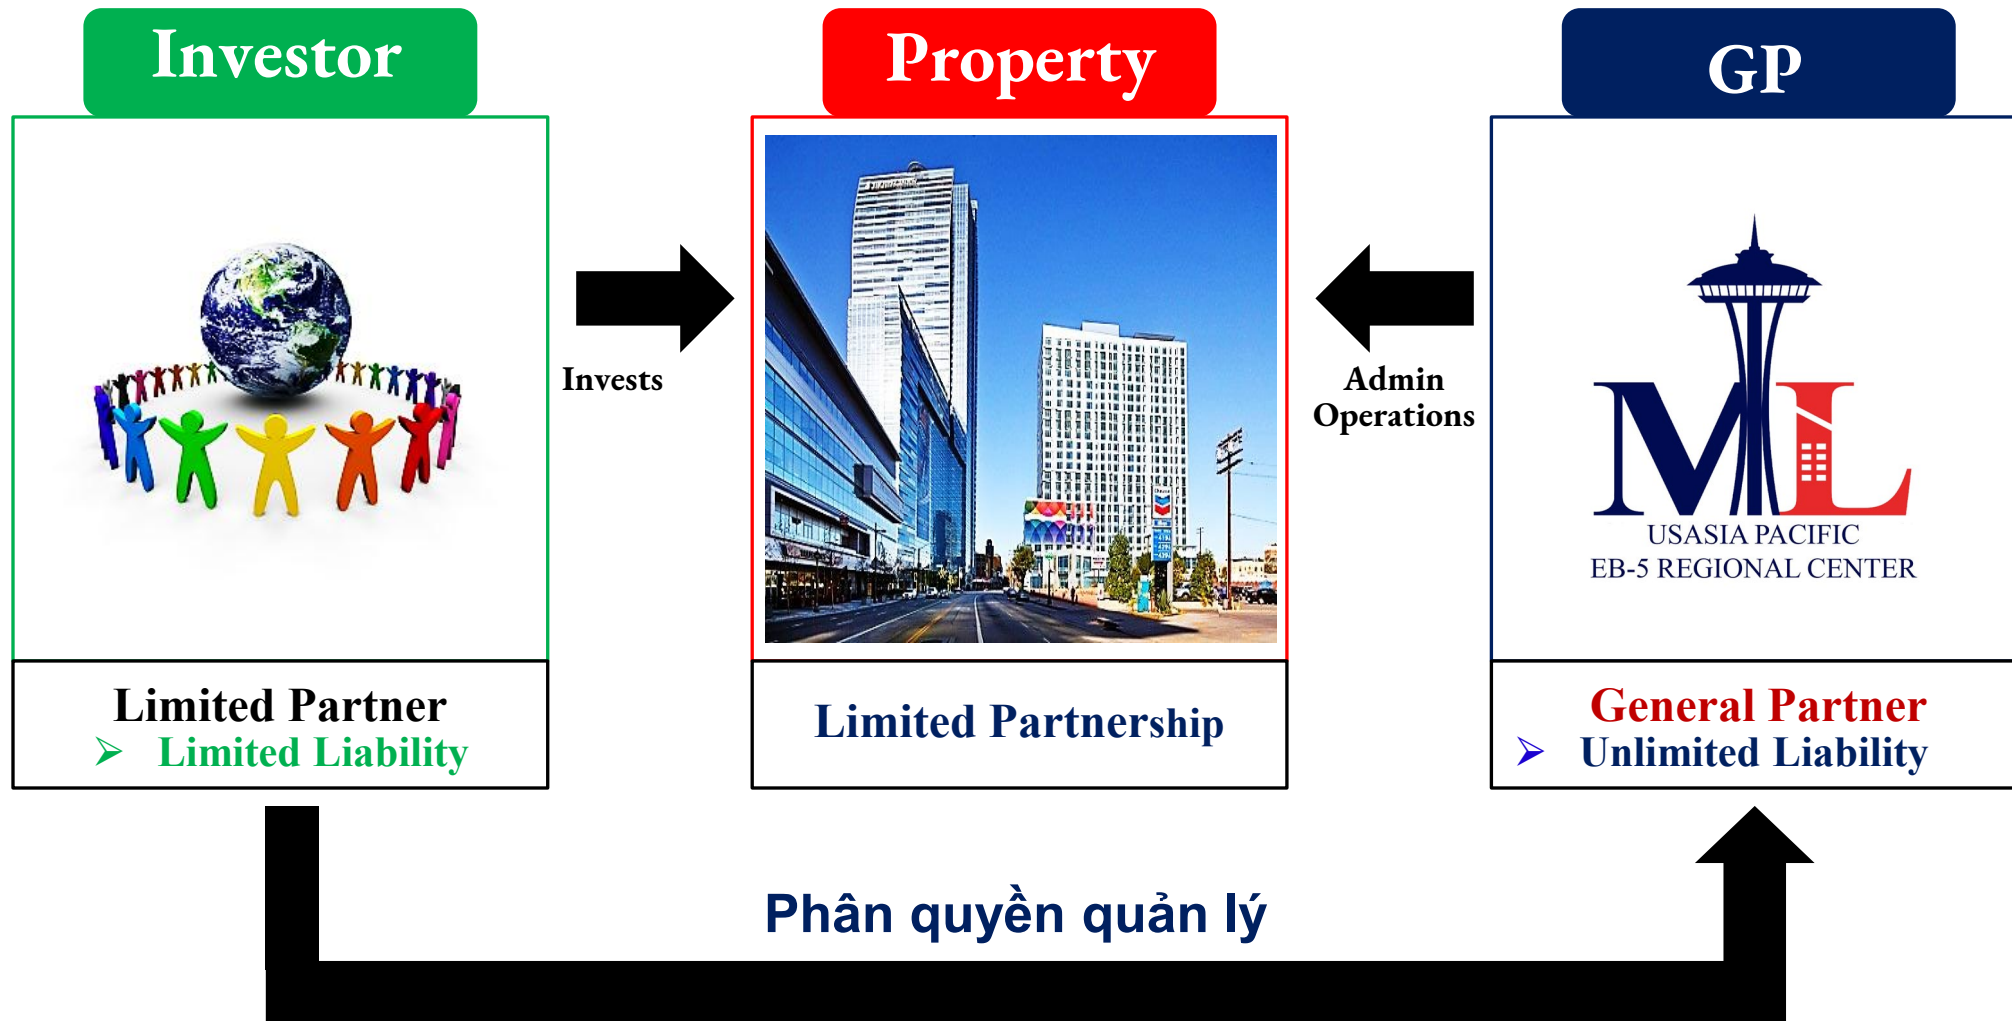 Investor
Property
GP
Invests
Admin
Operations
USASIA PACIFIC
EB-5 REGIONAL CENTER
Limited Partner
➢ Limited Liability
Limited Partnership
General Partner
➢ Unlimited Liability
Phân quyền quản lý